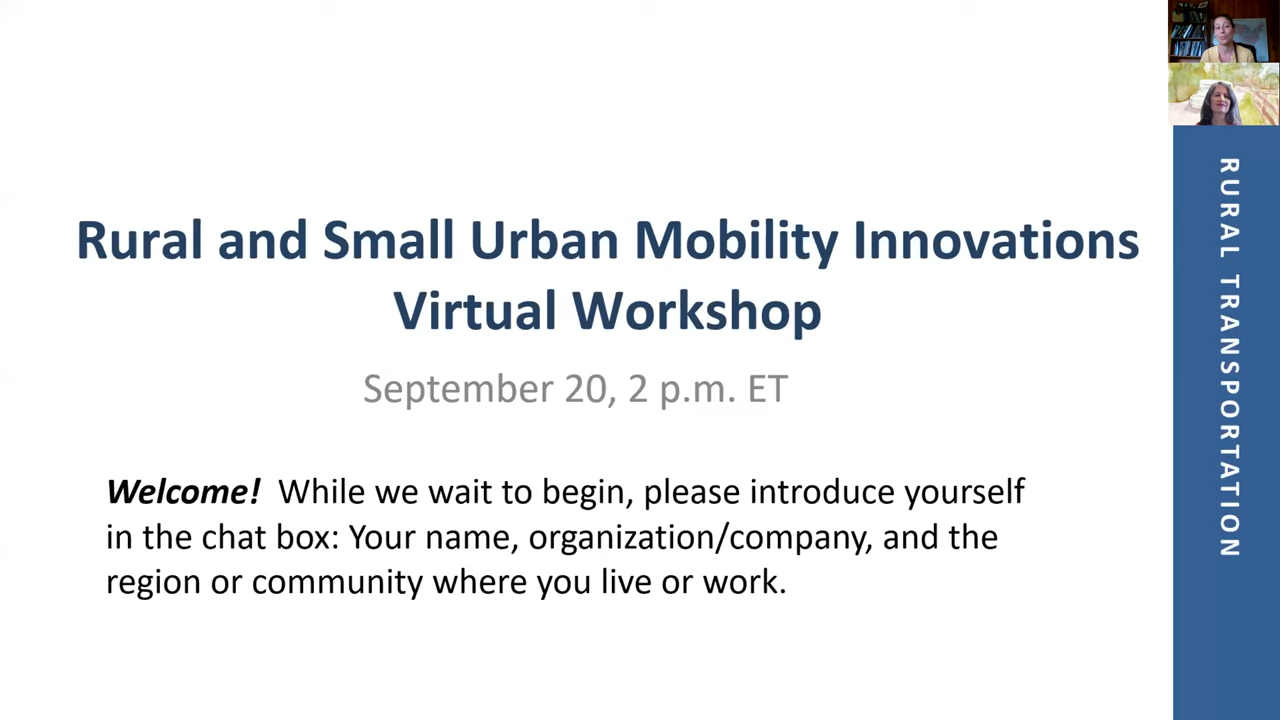 Rural and Small Urban Mobility Innovations
Virtual Workshop
September 20, 2 p.m. ET
Welcome! While we wait to begin, please introduce yourself
in the chat box: Your name, organization/company, and the
region or community where you live or work.
RURAL TRANSPORTATION